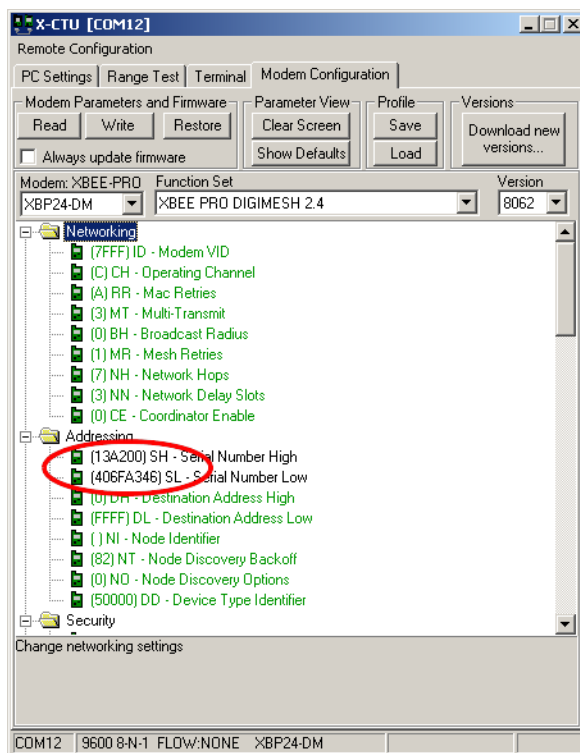 X-CTU [COM12]
Remote Configuration
PC Settings Range Test Terminal Modem Configuration
Modem Parameters and Firmware Parameter View Profile Versions
Read Write Restore Clear Screen Save Download new versions...
Always update firmware Show Defaults Load
Modem: XBEE-PRO Function Set Version
XBP24-DM XBEE PRO DIGIMESH 2.4 8062
Networking
(7FFF) ID - Modem VID
(C) CH - Operating Channel
(A) RR - Mac Retries
(3) MT - Multi-Transmit
(0) BH - Broadcast Radius
(1) MR - Mesh Retries
(7) NH - Network Hops
(3) NN - Network Delay Slots
(0) CE - Coordinator Enable
Addressing
(13A200) SH - Serial Number High
(406FA346) SL - Serial Number Low
(0) DH - Destination Address High
(FFFF) DL - Destination Address Low
( ) NI - Node Identifier
(82) NT - Node Discovery Backoff
(0) NO - Node Discovery Options
(50000) DD - Device Type Identifier
Security
Change networking settings
COM12 9600 8-N-1 FLOW:NONE XBP24-DM